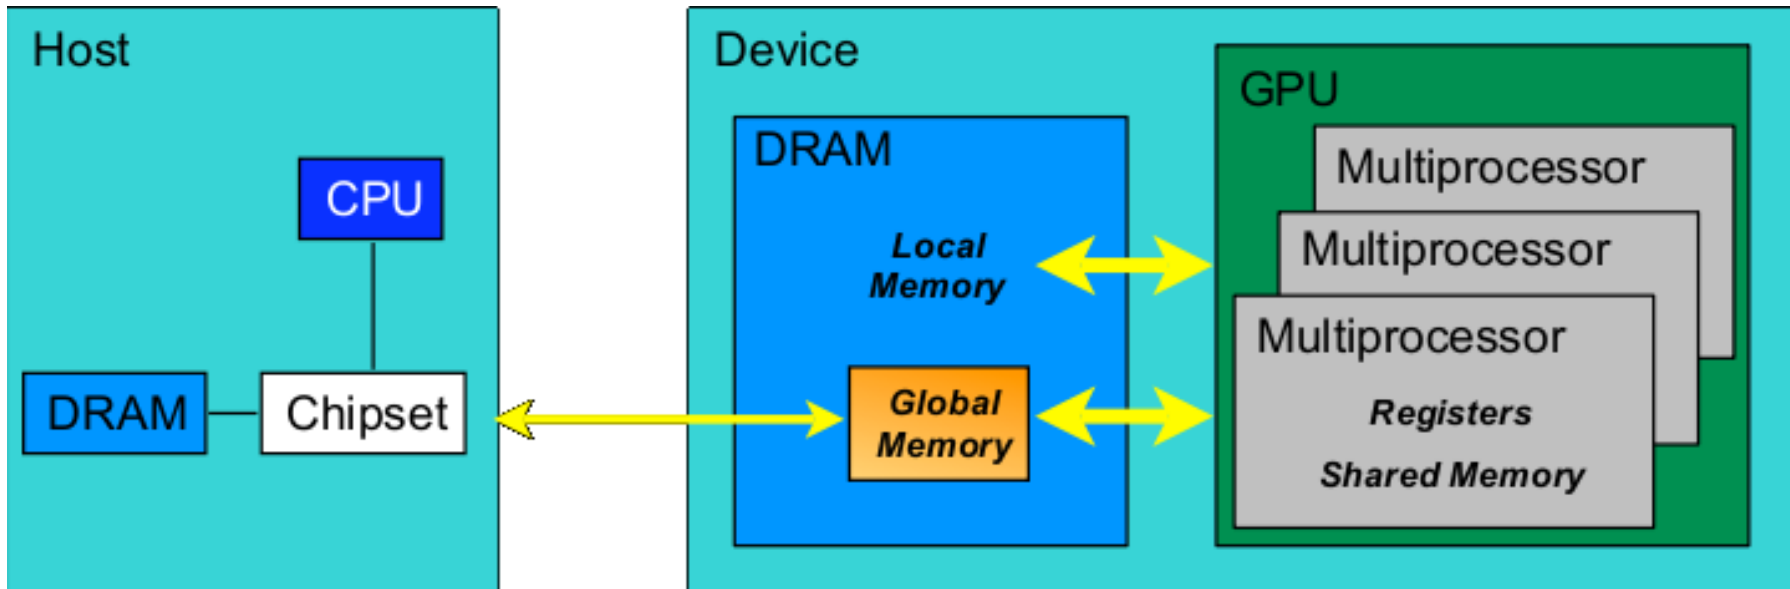 Host
CPU
DRAM
Chipset
Device
DRAM
Local
Memory
Global
Memory
GPU
Multiprocessor
Multiprocessor
Multiprocessor
Registers
Shared Memory